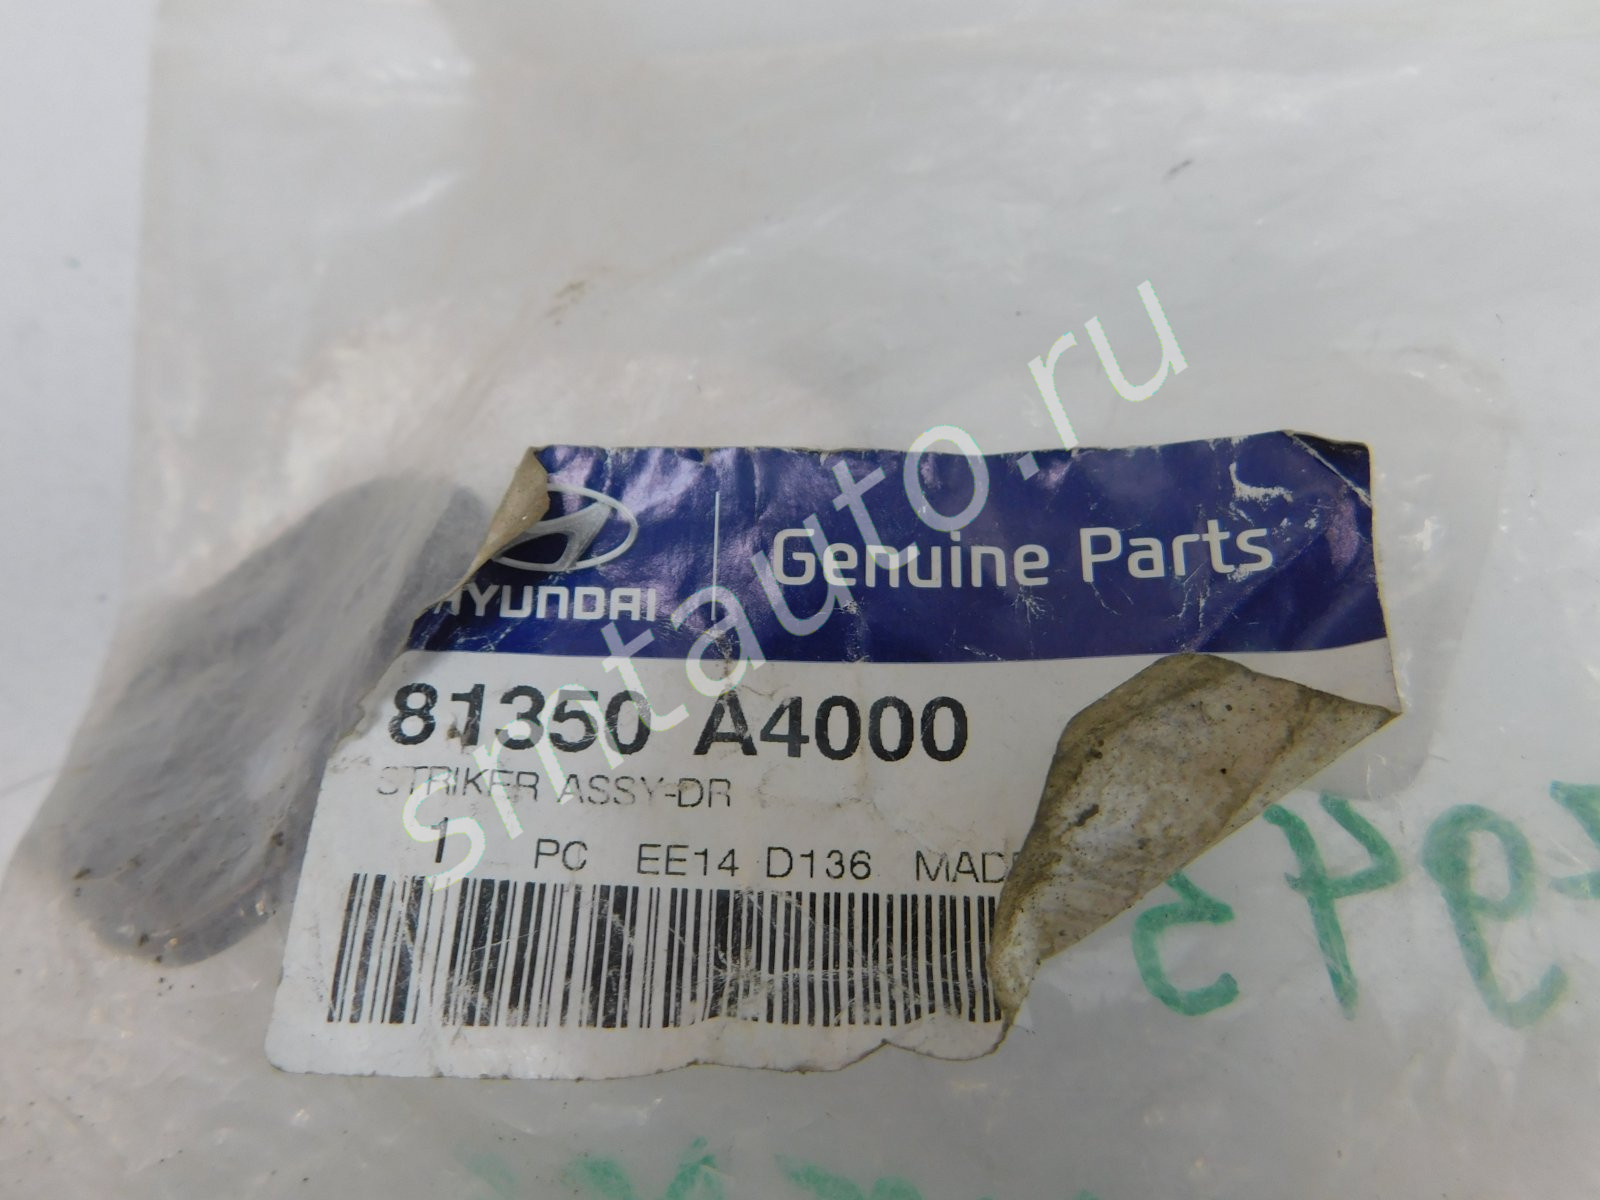 HYUNDAI
Genuine Parts
81350 A4000
STRIKER ASSY-DR
1 PC EE14 D136 MADE
smtauto.ru